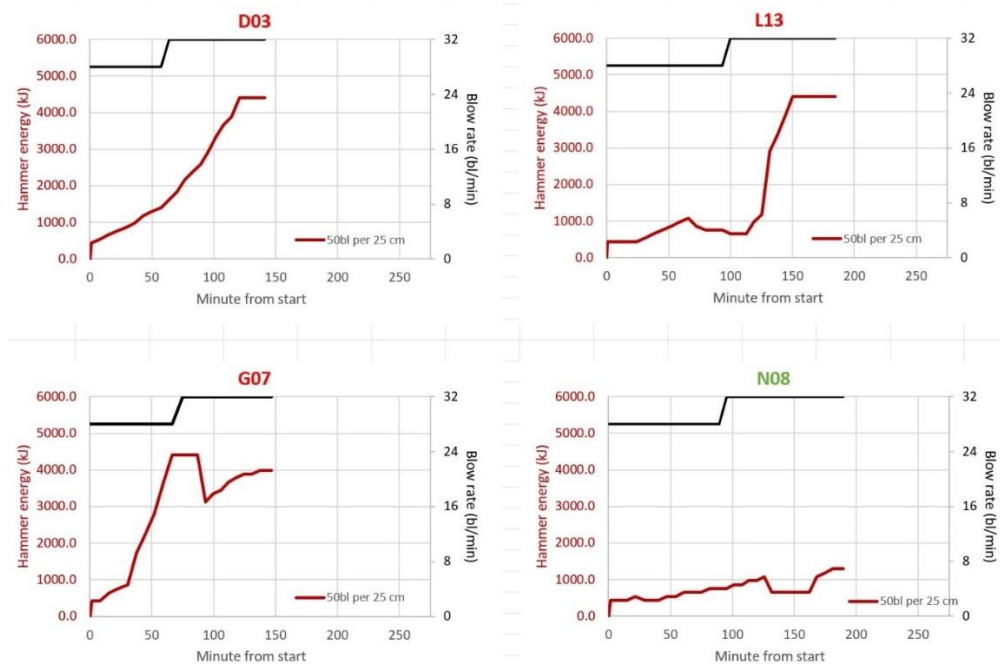 D03
6000.0
5000.0
4000.0
3000.0
2000.0
1000.0
0.0
Hammer energy (kJ)
32
24
16
8
0
Blow rate (bl/min)
50bl per 25 cm
0 50 100 150 200 250
Minute from start
L13
6000.0
5000.0
4000.0
3000.0
2000.0
1000.0
0.0
Hammer energy (kJ)
32
24
16
8
0
Blow rate (bl/min)
50bl per 25 cm
0 50 100 150 200 250
Minute from start
G07
6000.0
5000.0
4000.0
3000.0
2000.0
1000.0
0.0
Hammer energy (kJ)
32
24
16
8
0
Blow rate (bl/min)
50bl per 25 cm
0 50 100 150 200 250
Minute from start
N08
6000.0
5000.0
4000.0
3000.0
2000.0
1000.0
0.0
Hammer energy (kJ)
32
24
16
8
0
Blow rate (bl/min)
50bl per 25 cm
0 50 100 150 200 250
Minute from start